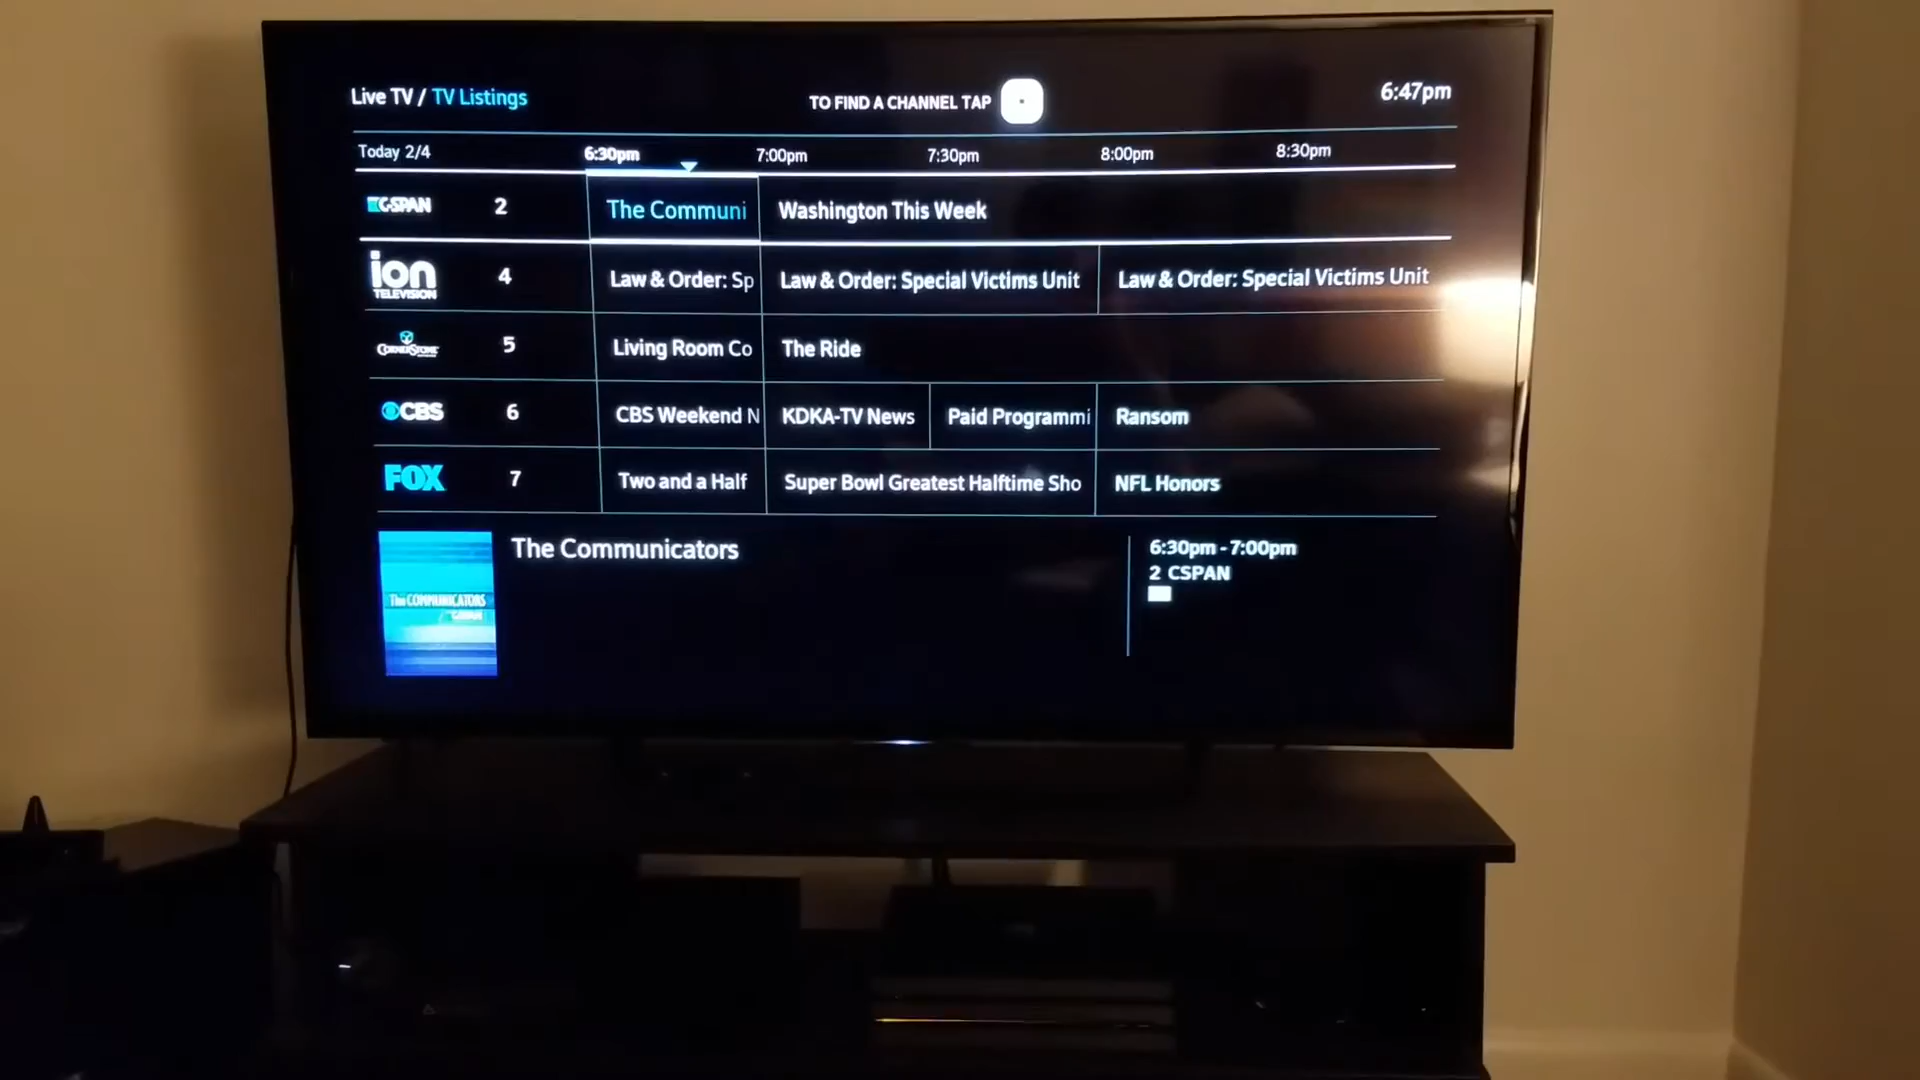 Live TV / TV Listings
TO FIND A CHANNEL TAP
6:47pm
Today 2/4 6:30pm 7:00pm 7:30pm 8:00pm 8:30pm
C-SPAN 2 The Communi Washington This Week
ion TELEVISION 4 Law & Order: Sp Law & Order: Special Victims Unit Law & Order: Special Victims Unit
CORNERSTONE 5 Living Room Co The Ride
CBS 6 CBS Weekend N KDKA-TV News Paid Programmi Ransom
FOX 7 Two and a Half Super Bowl Greatest Halftime Sho NFL Honors
The Communicators
6:30pm - 7:00pm
2 CSPAN
The COMMUNICATORS